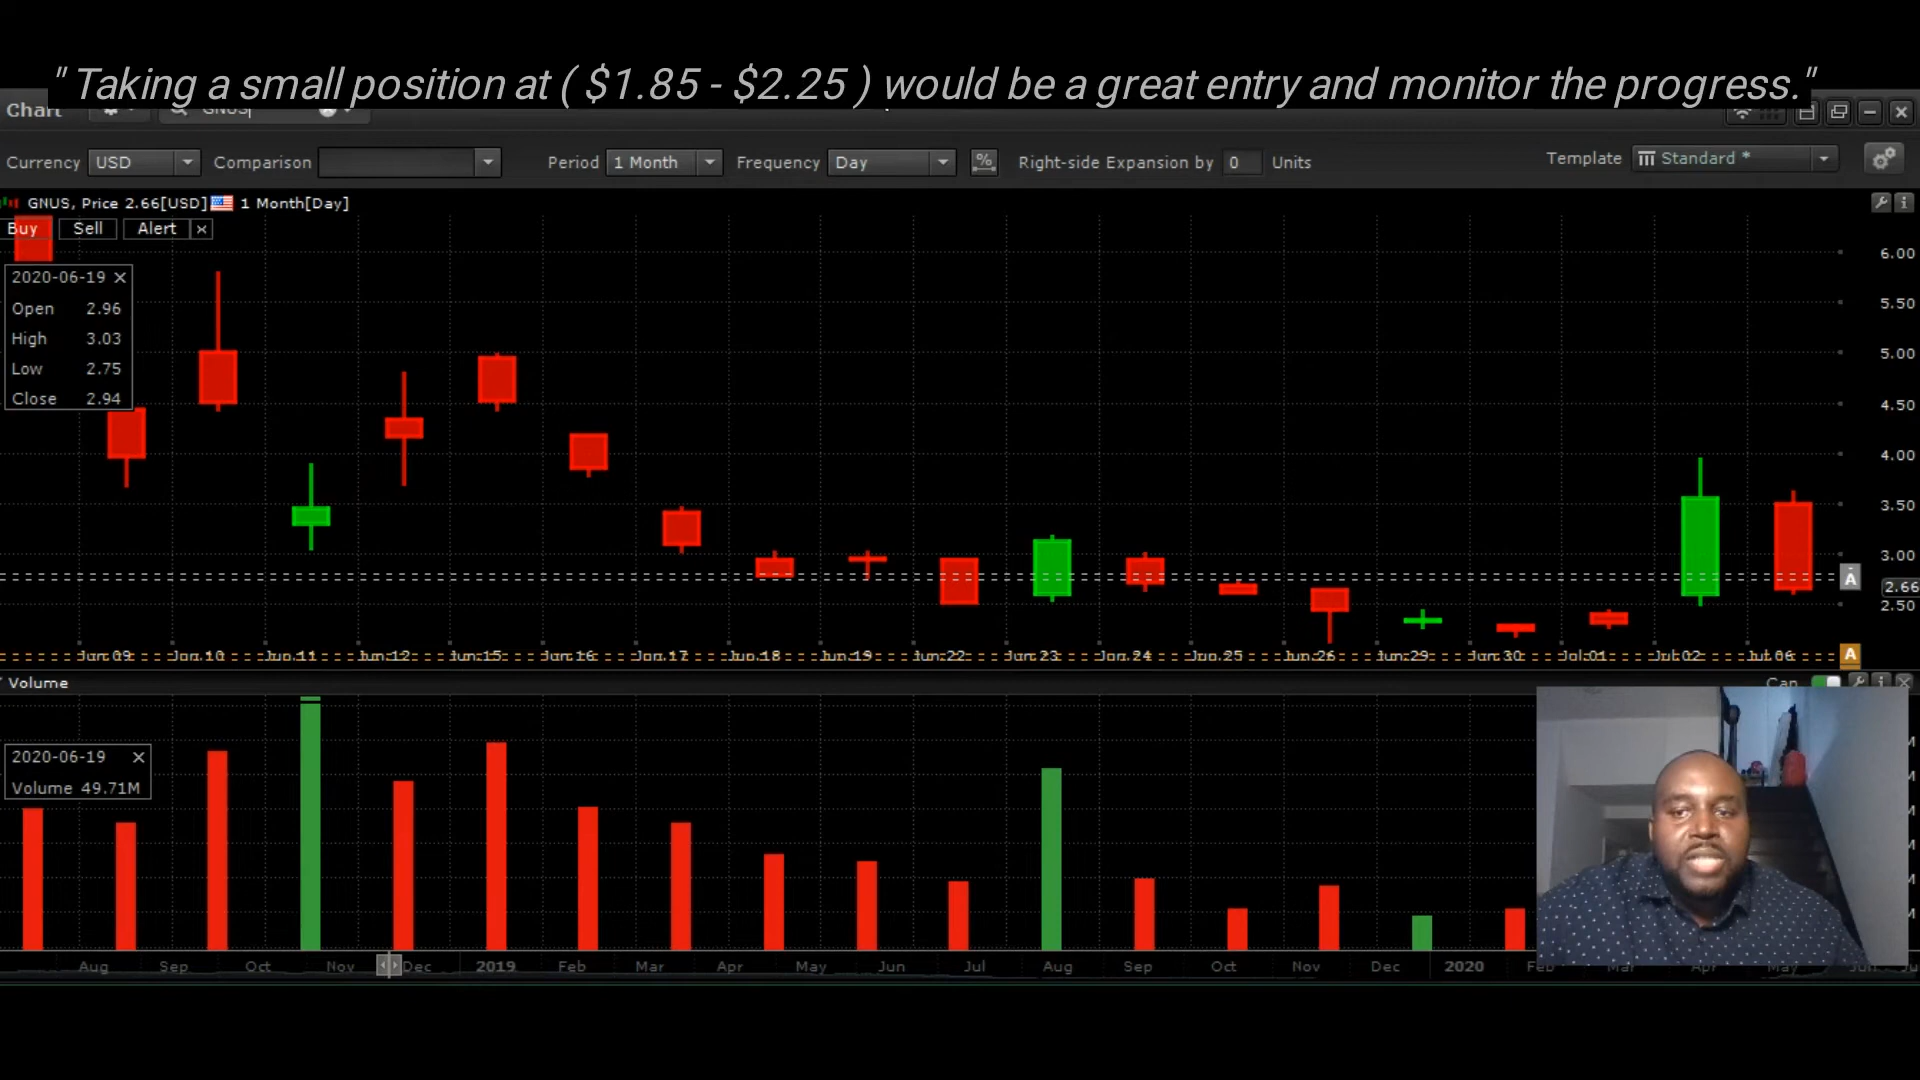 " Taking a small position at ( $1.85 - $2.25 ) would be a great entry and monitor the progress."
Chart GNUS
Currency USD Comparison Period 1 Month Frequency Day % Right-side Expansion by 0 Units Template Standard *
GNUS, Price 2.66[USD] 1 Month[Day]
Buy Sell Alert
2020-06-19
Open 2.96
High 3.03
Low 2.75
Close 2.94
6.00
5.50
5.00
4.50
4.00
3.50
3.00
A
2.66
2.50
Jun.09 Jun.10 Jun.11 Jun.12 Jun.15 Jun.16 Jun.17 Jun.18 Jun.19 Jun.22 Jun.23 Jun.24 Jun.25 Jun.26 Jun.29 Jun.30 Jul.01 Jul.02 Jul.06 A
Volume
2020-06-19
Volume 49.71M
Aug Sep Oct Nov Dec 2019 Feb Mar Apr May Jun Jul Aug Sep Oct Nov Dec 2020 Feb Mar Apr May Jun